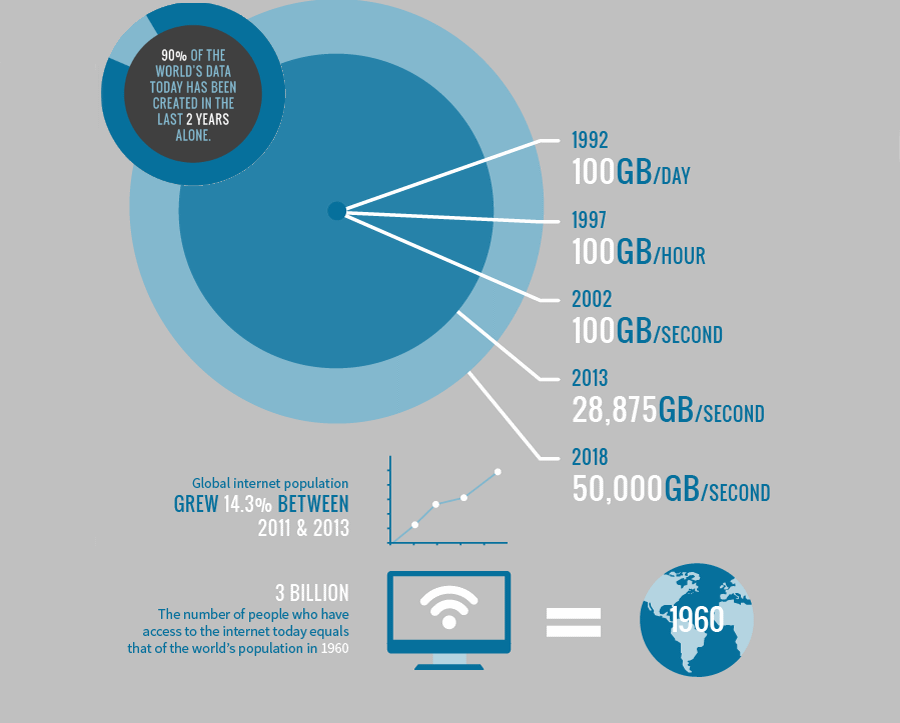 90% OF THE
WORLD'S DATA
TODAY HAS BEEN
CREATED IN THE
LAST 2 YEARS
ALONE.
1992
100GB/DAY
1997
100GB/HOUR
2002
100GB/SECOND
2013
28,875GB/SECOND
2018
50,000GB/SECOND
Global internet population
GREW 14.3% BETWEEN
2011 & 2013
3 BILLION
The number of people who have
access to the internet today equals
that of the world's population in 1960
1960